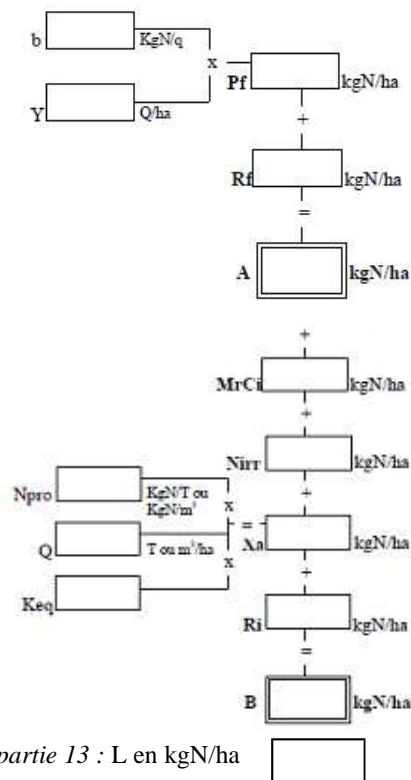 b KgN/q
x
Pf kgN/ha
Y Q/ha
+
Rf kgN/ha
=
A kgN/ha
+
MrCi kgN/ha
+
Nirr kgN/ha
+
Npro KgN/T ou
KgN/m³
x
= Xa kgN/ha
Q T ou m³/ha
x
+
Keq
Ri kgN/ha
=
B kgN/ha
partie 13 : L en kgN/ha